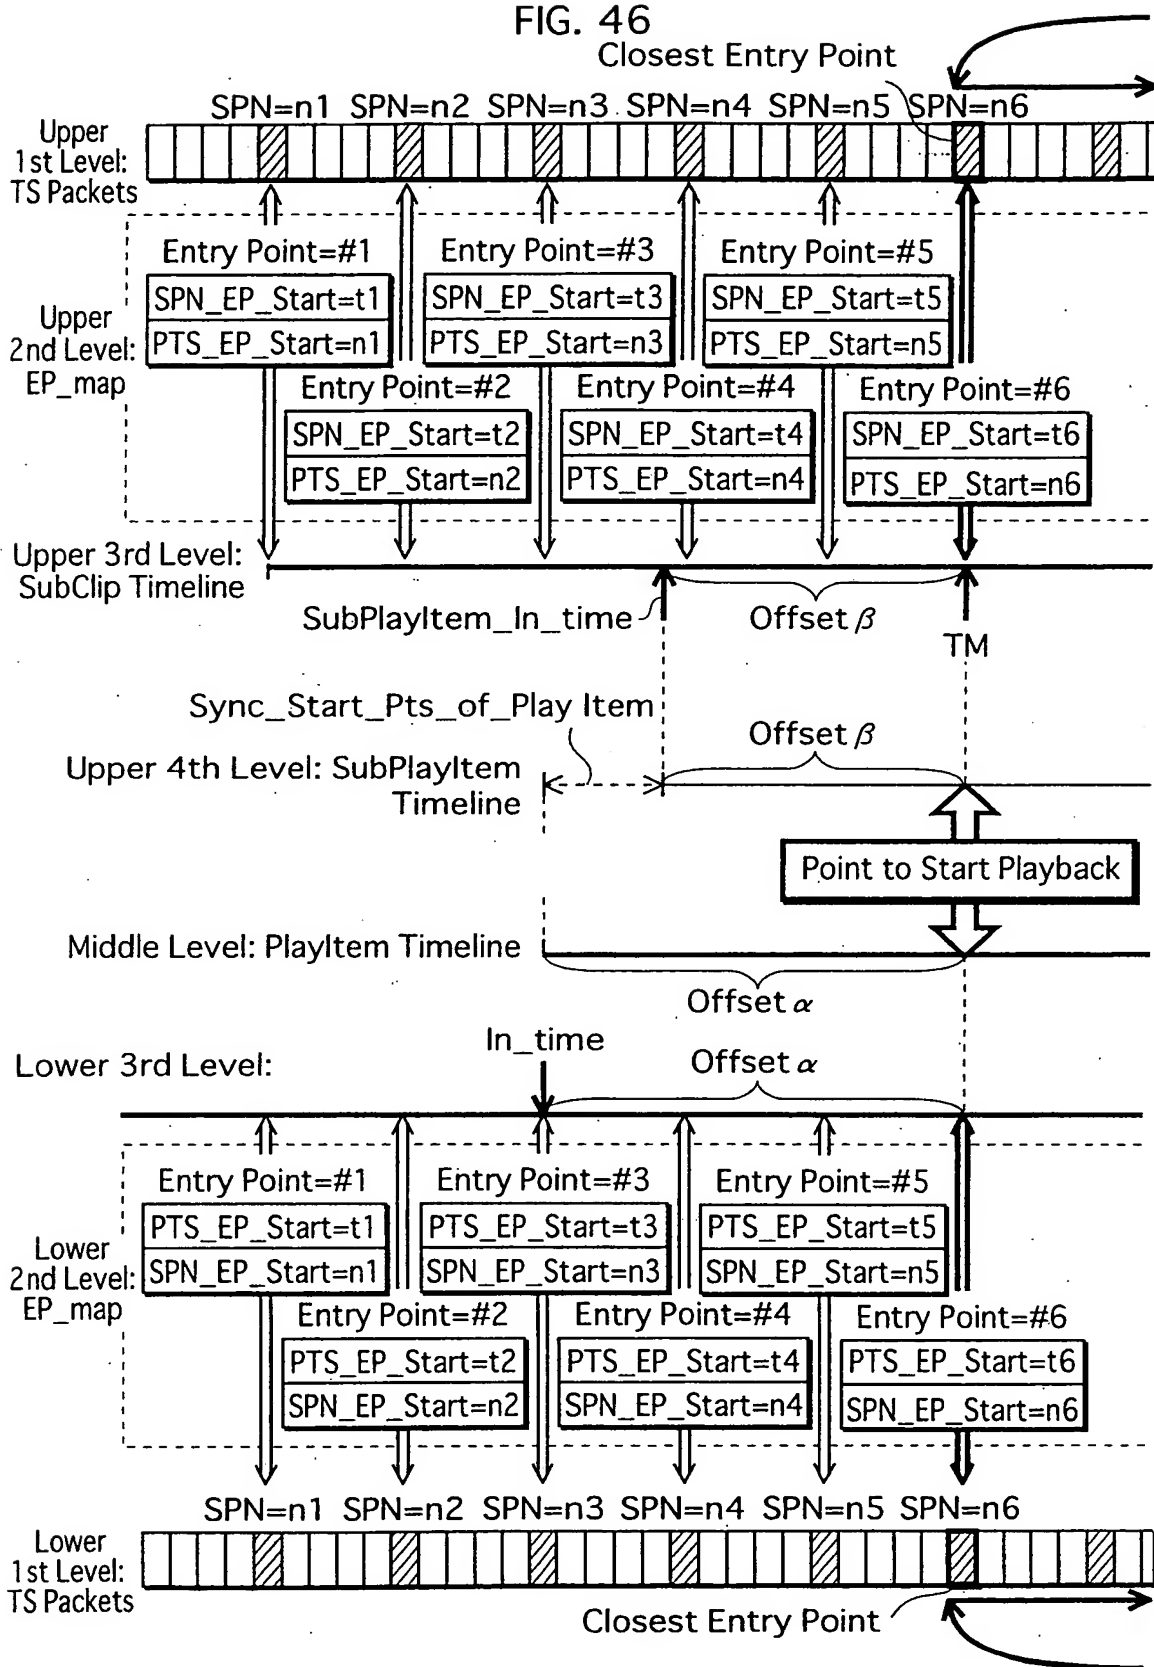 FIG. 46
Closest Entry Point
SPN=n1 SPN=n2 SPN=n3 SPN=n4 SPN=n5 SPN=n6
Upper
1st Level:
TS Packets
Entry Point=#1 Entry Point=#3 Entry Point=#5
SPN_EP_Start=t1 SPN_EP_Start=t3 SPN_EP_Start=t5
PTS_EP_Start=n1 PTS_EP_Start=n3 PTS_EP_Start=n5
Upper
2nd Level:
EP_map
Entry Point=#2 Entry Point=#4 Entry Point=#6
SPN_EP_Start=t2 SPN_EP_Start=t4 SPN_EP_Start=t6
PTS_EP_Start=n2 PTS_EP_Start=n4 PTS_EP_Start=n6
Upper 3rd Level:
SubClip Timeline
SubPlayItem_In_time Offset β
TM
Sync_Start_Pts_of_Play Item
Offset β
Upper 4th Level: SubPlayItem
Timeline
Point to Start Playback
Middle Level: PlayItem Timeline
Offset α
In_time
Offset α
Lower 3rd Level:
Entry Point=#1 Entry Point=#3 Entry Point=#5
PTS_EP_Start=t1 PTS_EP_Start=t3 PTS_EP_Start=t5
SPN_EP_Start=n1 SPN_EP_Start=n3 SPN_EP_Start=n5
Lower
2nd Level:
EP_map
Entry Point=#2 Entry Point=#4 Entry Point=#6
PTS_EP_Start=t2 PTS_EP_Start=t4 PTS_EP_Start=t6
SPN_EP_Start=n2 SPN_EP_Start=n4 SPN_EP_Start=n6
SPN=n1 SPN=n2 SPN=n3 SPN=n4 SPN=n5 SPN=n6
Lower
1st Level:
TS Packets
Closest Entry Point